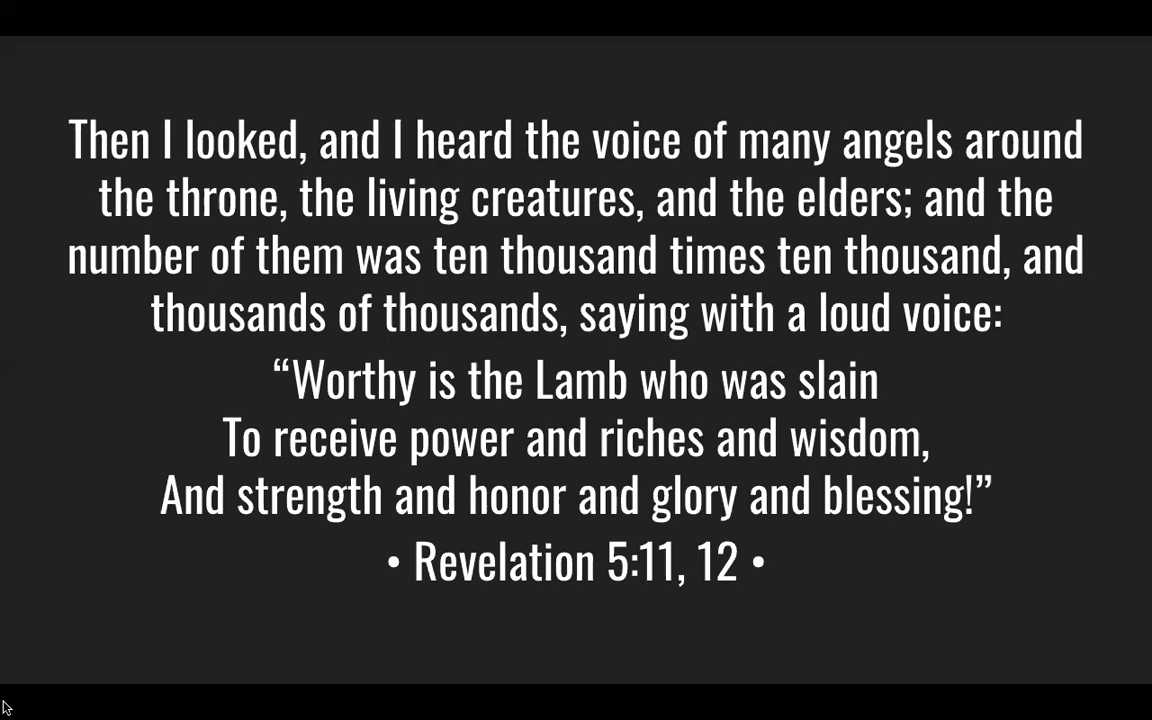 Then I looked, and I heard the voice of many angels around
the throne, the living creatures, and the elders; and the
number of them was ten thousand times ten thousand, and
thousands of thousands, saying with a loud voice:
“Worthy is the Lamb who was slain
To receive power and riches and wisdom,
And strength and honor and glory and blessing!”
• Revelation 5:11, 12 •